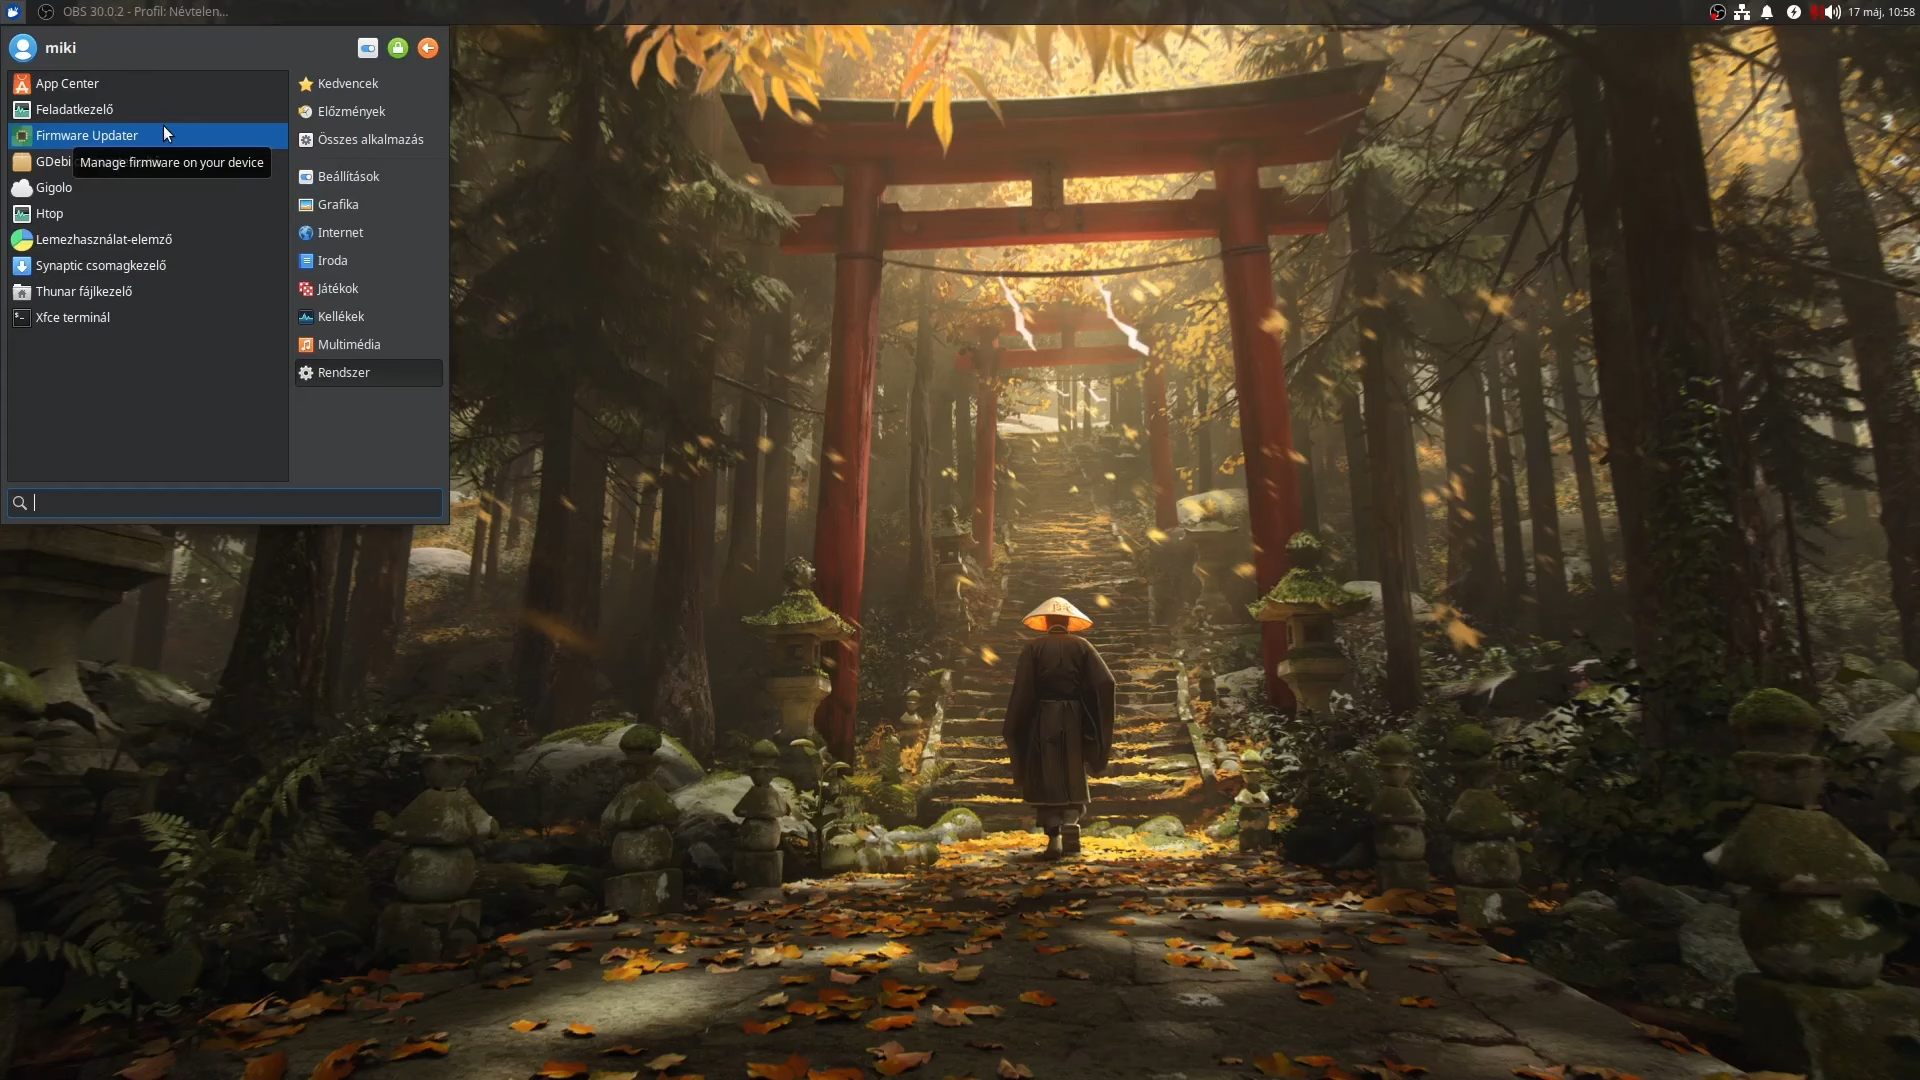 OBS 30.0.2 - Profil: Névtelen...
17 máj, 10:58
miki
App Center
Feladatkezelő
Firmware Updater
GDebi
Manage firmware on your device
Gigolo
Htop
Lemezhasználat-elemző
Synaptic csomagkezelő
Thunar fájlkezelő
Xfce terminál
Kedvencek
Előzmények
Összes alkalmazás
Beállítások
Grafika
Internet
Iroda
Játékok
Kellékek
Multimédia
Rendszer